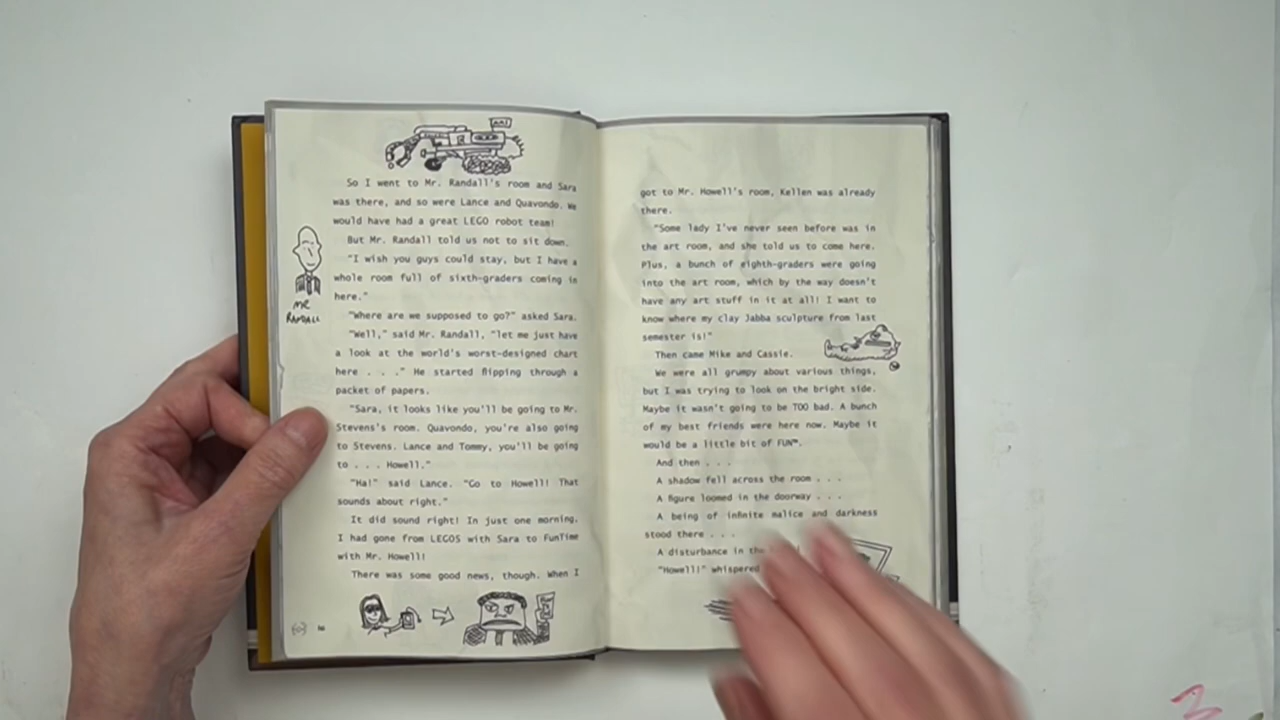 So I went to Mr. Randall's room and Sara
was there, and so were Lance and Quavondo. We
would have had a great LEGO robot team!
But Mr. Randall told us not to sit down.
"I wish you guys could stay, but I have a
whole room full of sixth-graders coming in
here."
MR
RANDALL
"Where are we supposed to go?" asked Sara.
"Well," said Mr. Randall, "let me just have
a look at the world's worst-designed chart
here . . ." He started flipping through a
packet of papers.
"Sara, it looks like you'll be going to Mr.
Stevens's room. Quavondo, you're also going
to Stevens. Lance and Tommy, you'll be going
to . . . Howell."
"Ha!" said Lance. "Go to Howell! That
sounds about right."
It did sound right! In just one morning,
I had gone from LEGOS with Sara to FunTime
with Mr. Howell!
There was some good news, though. When I
got to Mr. Howell's room, Kellen was already
there.
"Some lady I've never seen before was in
the art room, and she told us to come here.
Plus, a bunch of eighth-graders were going
into the art room, which by the way doesn't
have any art stuff in it at all! I want to
know where my clay Jabba sculpture from last
semester is!"
Then came Mike and Cassie.
We were all grumpy about various things,
but I was trying to look on the bright side.
Maybe it wasn't going to be TOO bad. A bunch
of my best friends were here now. Maybe it
would be a little bit of FUN™.
And then . . .
A shadow fell across the room . . .
A figure loomed in the doorway . . .
A being of infinite malice and darkness
stood there . . .
A disturbance in the
"Howell!" whispered